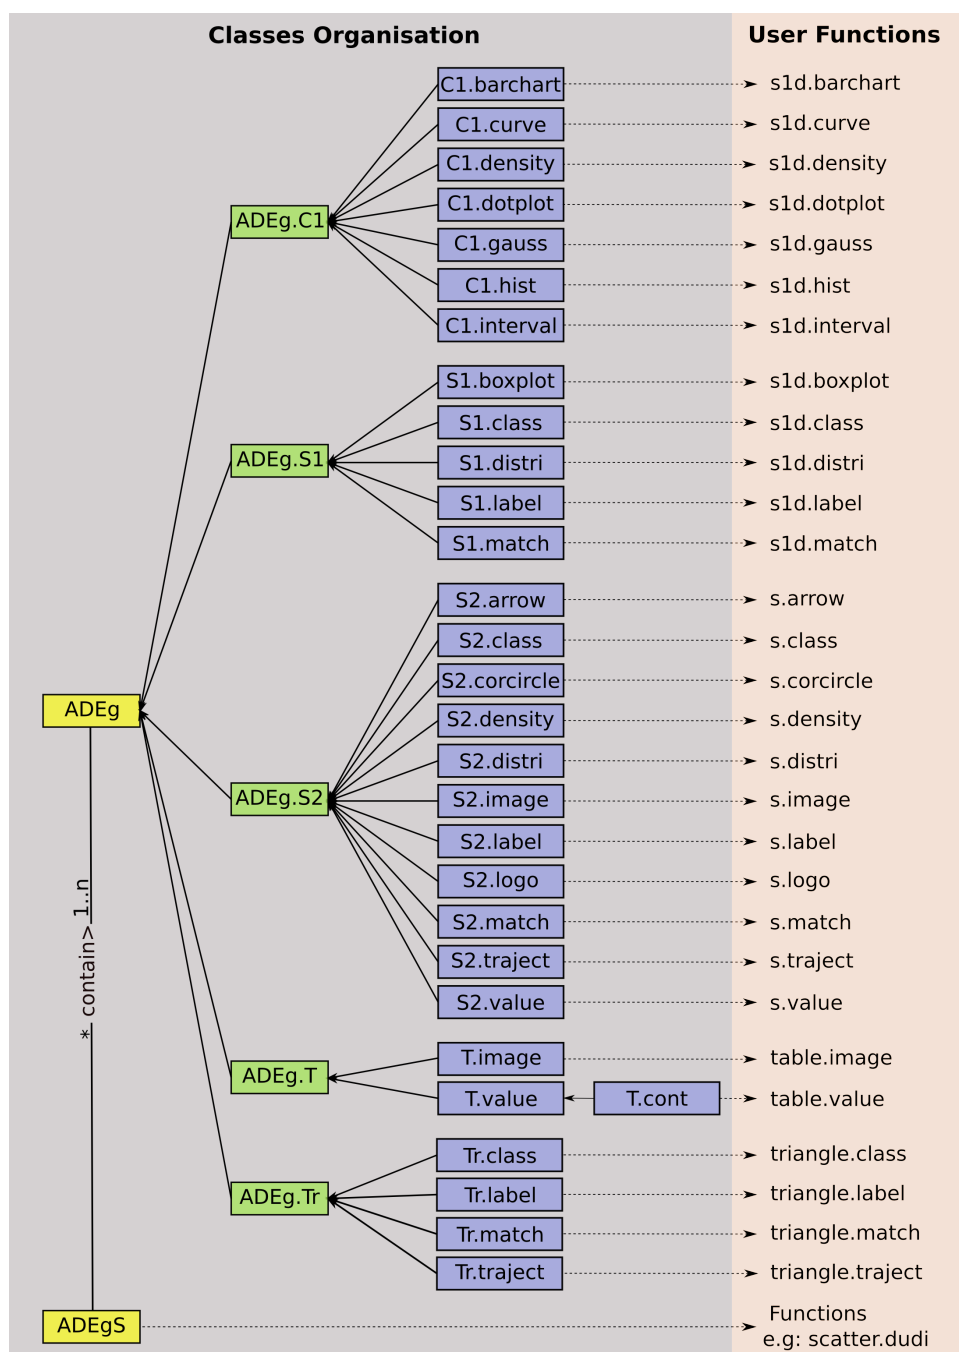 Classes Organisation
User Functions
C1.barchart
s1d.barchart
C1.curve
s1d.curve
C1.density
s1d.density
C1.dotplot
s1d.dotplot
ADEg.C1
C1.gauss
s1d.gauss
C1.hist
s1d.hist
C1.interval
s1d.interval
S1.boxplot
s1d.boxplot
S1.class
s1d.class
ADEg.S1
S1.distri
s1d.distri
S1.label
s1d.label
S1.match
s1d.match
S2.arrow
s.arrow
S2.class
s.class
S2.corcircle
s.corcircle
ADEg
S2.density
s.density
S2.distri
s.distri
ADEg.S2
S2.image
s.image
S2.label
s.label
S2.logo
s.logo
S2.match
s.match
S2.traject
s.traject
S2.value
s.value
* contain> 1..n
T.image
table.image
ADEg.T
T.value
T.cont
table.value
Tr.class
triangle.class
ADEg.Tr
Tr.label
triangle.label
Tr.match
triangle.match
Tr.traject
triangle.traject
ADEgS
Functions
e.g: scatter.dudi